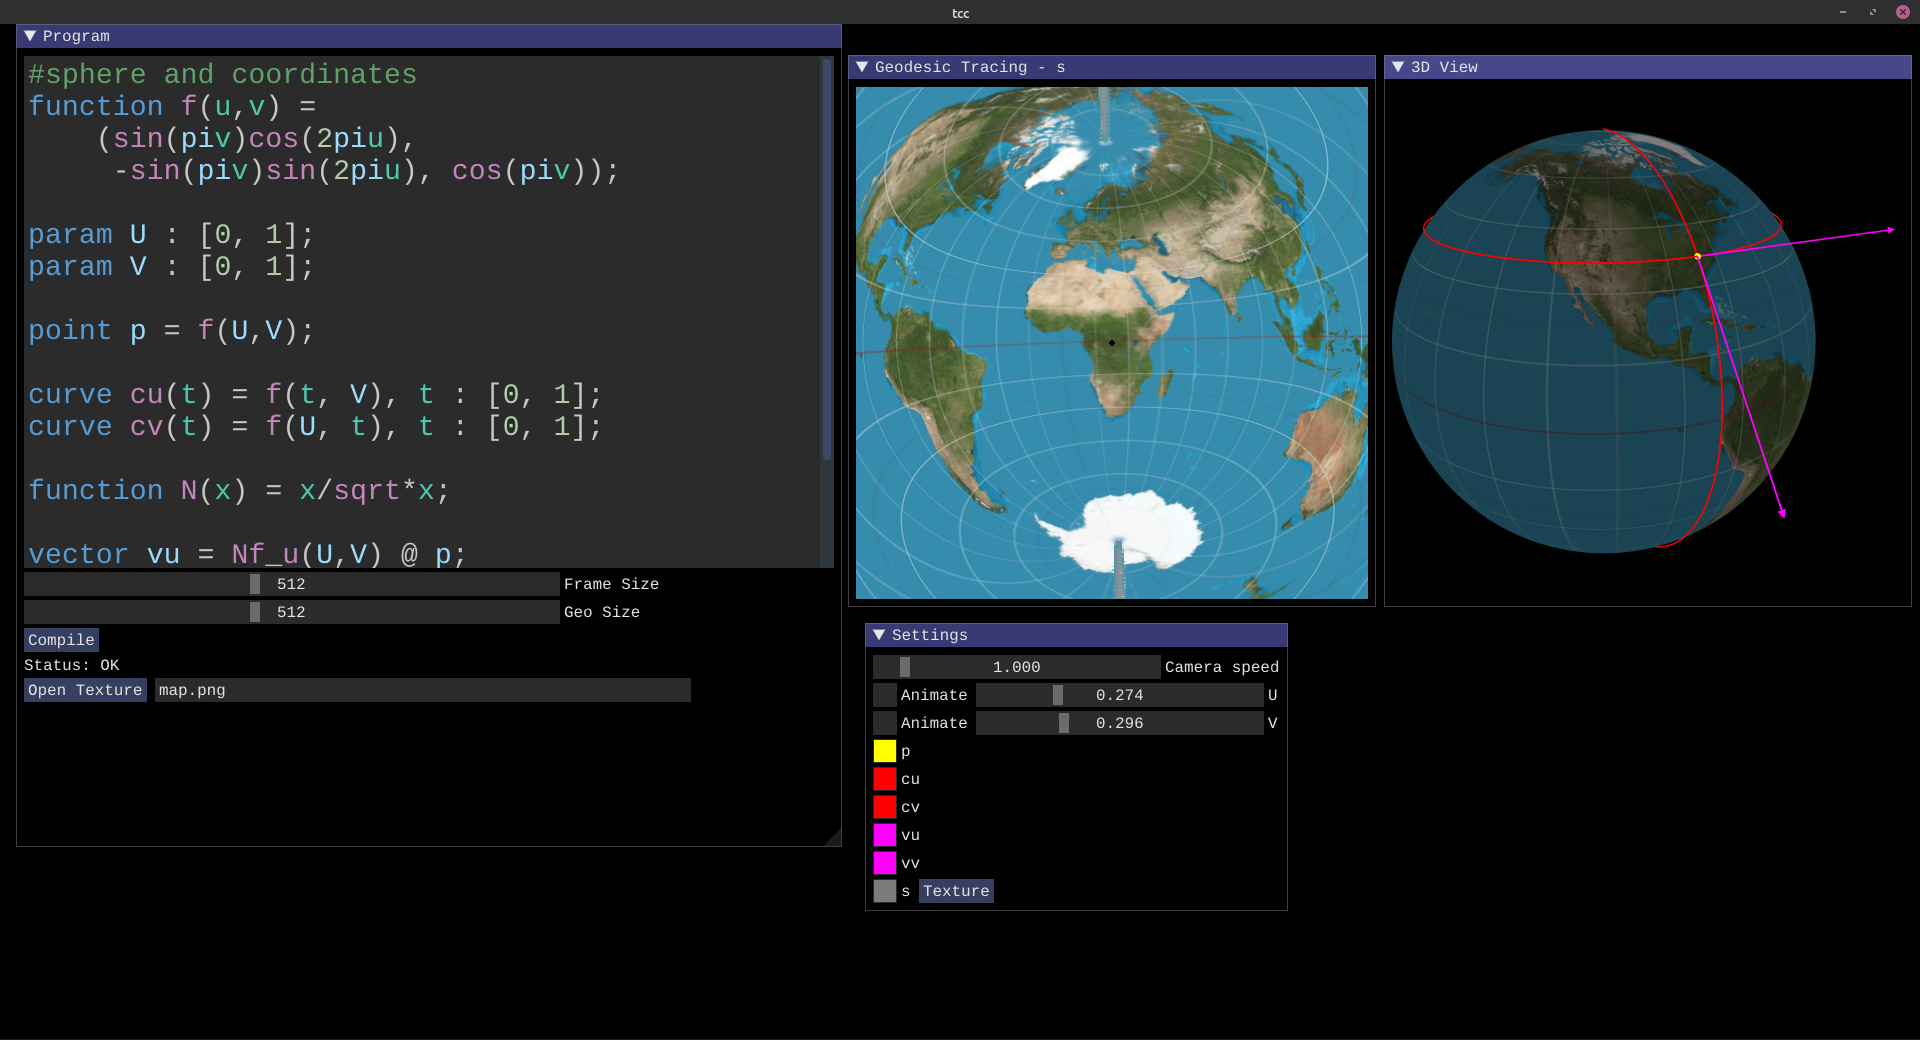 tcc
Program
#sphere and coordinates
function f(u,v) =
(sin(piv)cos(2piu),
-sin(piv)sin(2piu), cos(piv));
param U : [0, 1];
param V : [0, 1];
point p = f(U,V);
curve cu(t) = f(t, V), t : [0, 1];
curve cv(t) = f(U, t), t : [0, 1];
function N(x) = x/sqrt*x;
vector vu = Nf_u(U,V) @ p;
512 Frame Size
512 Geo Size
Compile
Status: OK
Open Texture map.png
Geodesic Tracing - s
3D View
Settings
1.000 Camera speed
Animate 0.274 U
Animate 0.296 V
p
cu
cv
vu
vv
s Texture